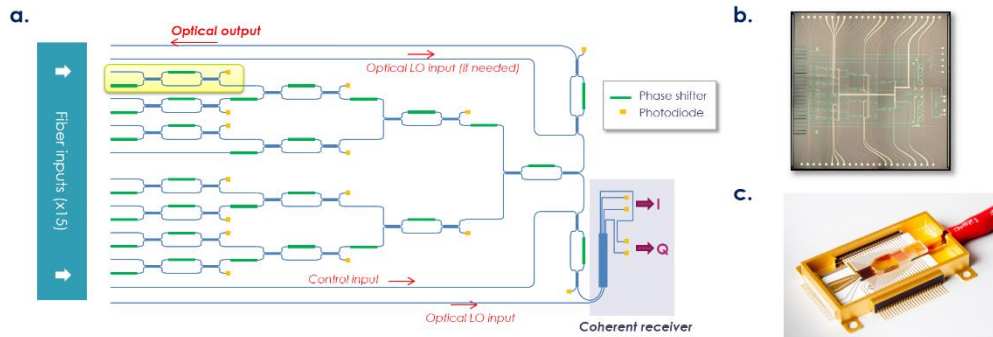 a.
Optical output
Optical LO input (if needed)
Fiber inputs (x15)
Phase shifter
Photodiode
I
Q
Control input
Optical LO input
Coherent receiver
b.
c.